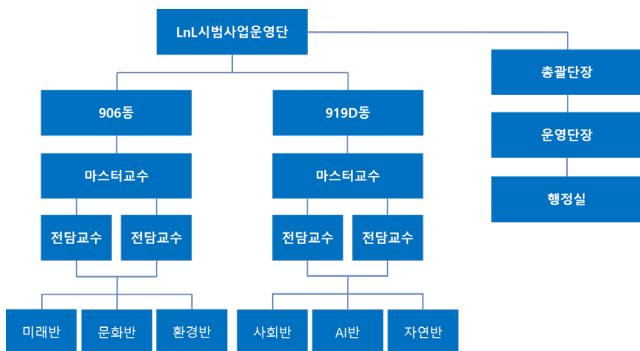 LnL시범사업운영단
총괄단장
906동
919D동
운영단장
마스터교수
마스터교수
행정실
전담교수
전담교수
전담교수
전담교수
미래반
문화반
환경반
사회반
AI반
자연반